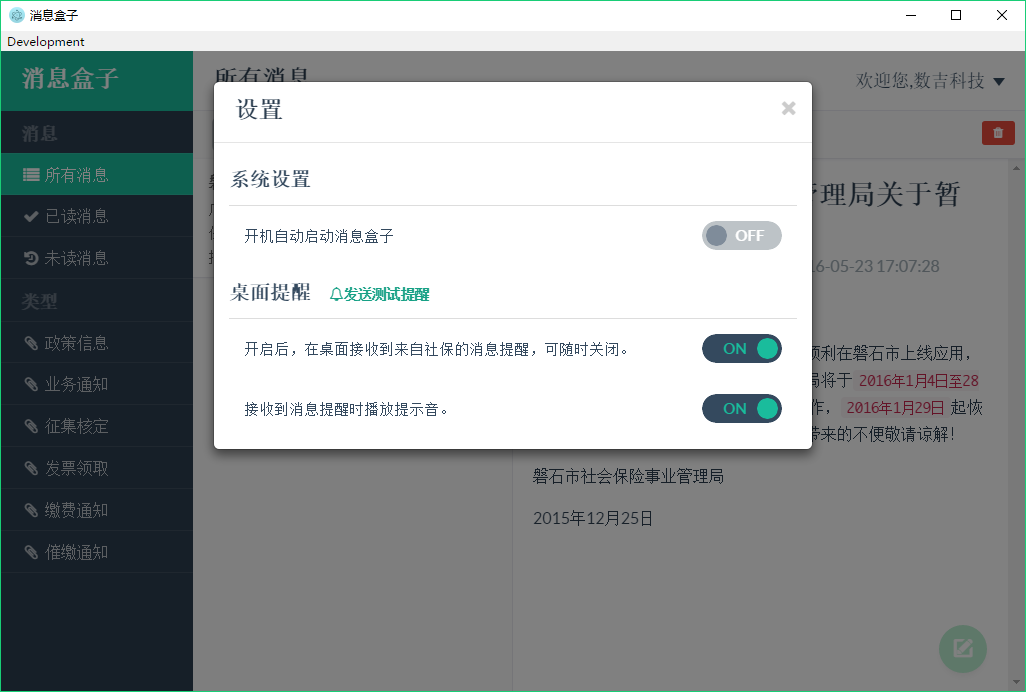 消息盒子
Development
消息盒子
所有消息
欢迎您,数吉科技
消息
所有消息
已读消息
未读消息
类型
政策信息
业务通知
征集核定
发票领取
缴费通知
催缴通知
设置
系统设置
开机自动启动消息盒子
OFF
桌面提醒
发送测试提醒
开启后，在桌面接收到来自社保的消息提醒，可随时关闭。
ON
接收到消息提醒时播放提示音。
ON
管理局关于暂
6-05-23 17:07:28
顺利在磐石市上线应用，
局将于 2016年1月4日至28
作， 2016年1月29日 起恢
带来的不便敬请谅解！
磐石市社会保险事业管理局
2015年12月25日